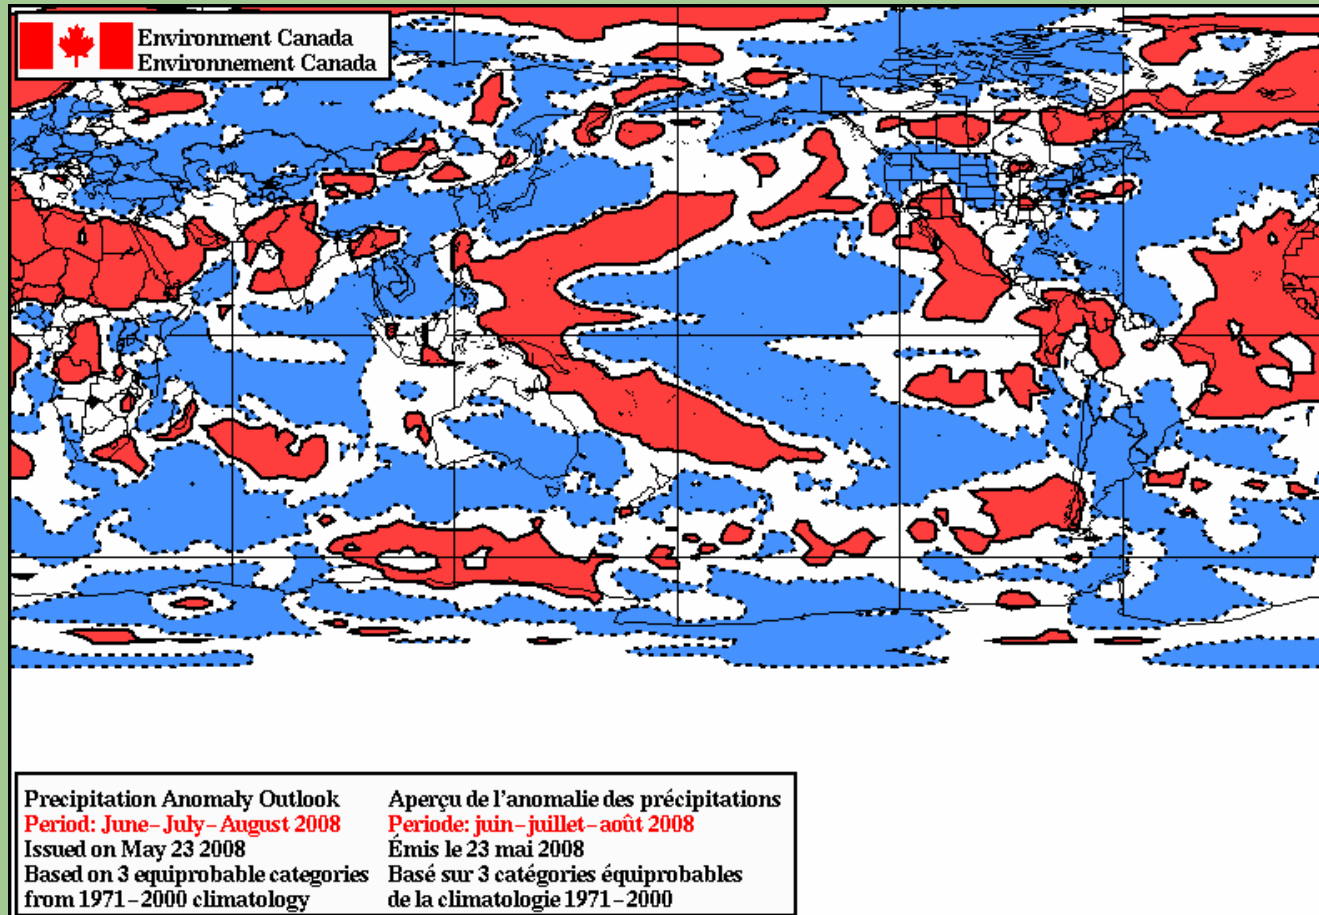 Environment Canada
Environnement Canada
Precipitation Anomaly Outlook
Period: June-July-August 2008
Issued on May 23 2008
Based on 3 equiprobable categories
from 1971-2000 climatology
Aperçu de l'anomalie des précipitations
Periode: juin-juillet-août 2008
Émis le 23 mai 2008
Basé sur 3 catégories équiprobables
de la climatologie 1971-2000